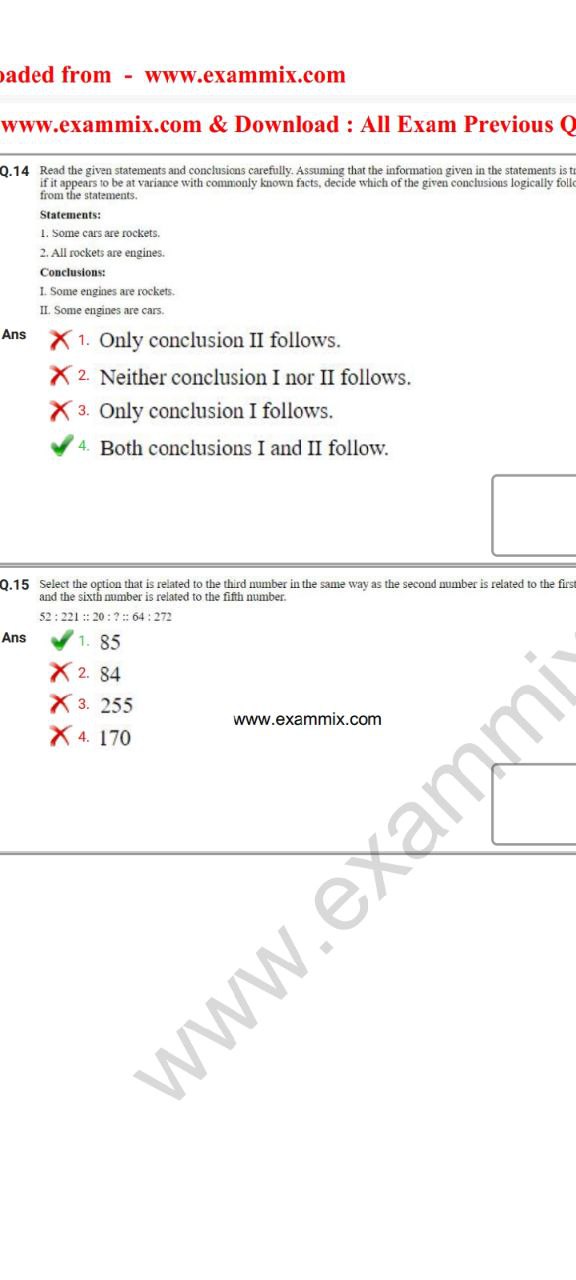 oaded from - www.exammix.com
www.exammix.com & Download : All Exam Previous Q
Q.14 Read the given statements and conclusions carefully. Assuming that the information given in the statements is t
if it appears to be at variance with commonly known facts, decide which of the given conclusions logically follo
from the statements.
Statements:
1. Some cars are rockets.
2. All rockets are engines.
Conclusions:
I. Some engines are rockets.
II. Some engines are cars.
Ans 1. Only conclusion II follows.
2. Neither conclusion I nor II follows.
3. Only conclusion I follows.
4. Both conclusions I and II follow.
Q.15 Select the option that is related to the third number in the same way as the second number is related to the first
and the sixth number is related to the fifth number.
52 : 221 :: 20 : ? :: 64 : 272
Ans 1. 85
2. 84
3. 255
4. 170
www.exammix.com
www.exammix